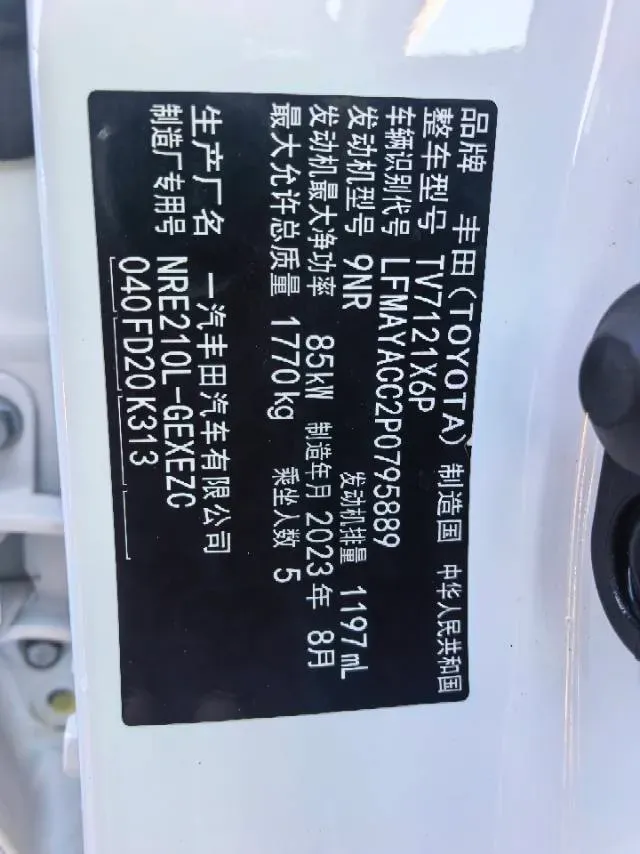 品牌 丰田(TOYOTA) 制造国 中华人民共和国
整车型号 TV7121X6P
车辆识别代号 LFMAYACC2P0795889
发动机型号 9NR 发动机排量 1197mL
发动机最大净功率 85kW 制造年月 2023年 8月
最大允许总质量 1770kg 乘坐人数 5
生产厂名 一汽丰田汽车有限公司
制造厂专用号 NRE210L-GEXEZC
040FD20K313